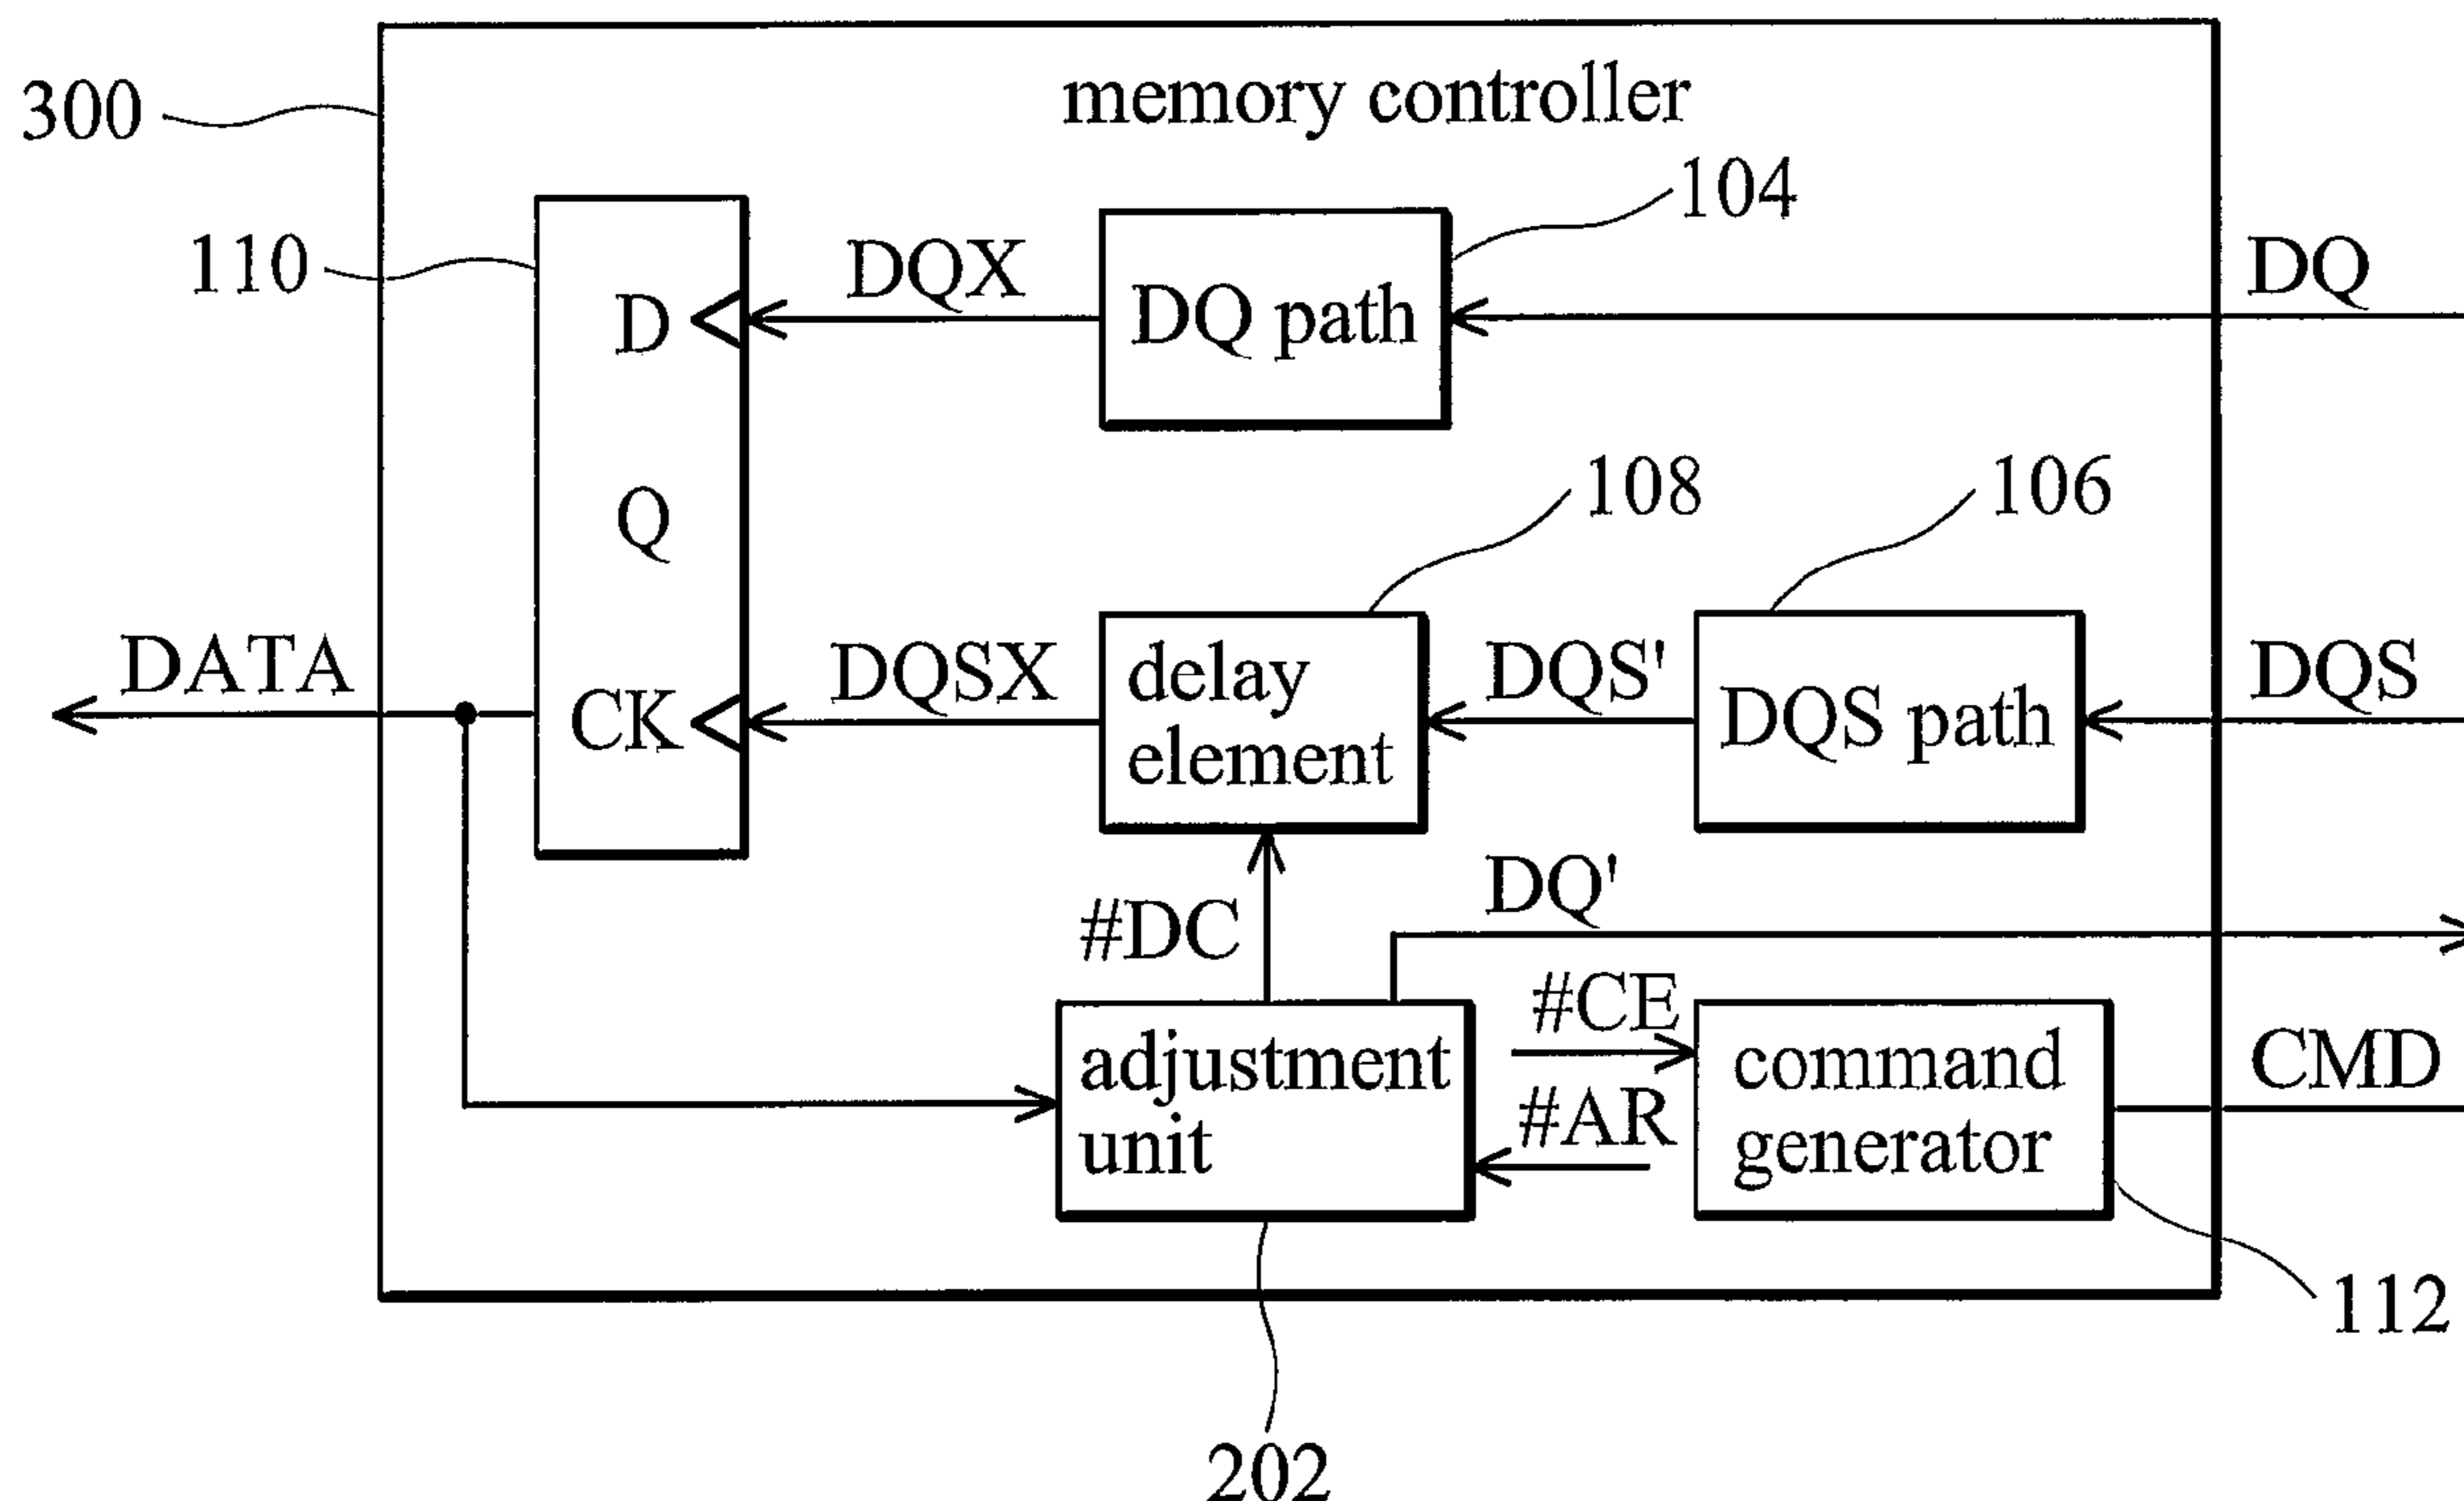 memory controller
300
104
110
DQX
DQ
D
DQ path
108
106
Q
DATA
DQSX
delay
element
DQS'
DQS path
DQS
CK
DQ'
#DC
#CE
adjustment
unit
#AR
command
generator
CMD
112
202